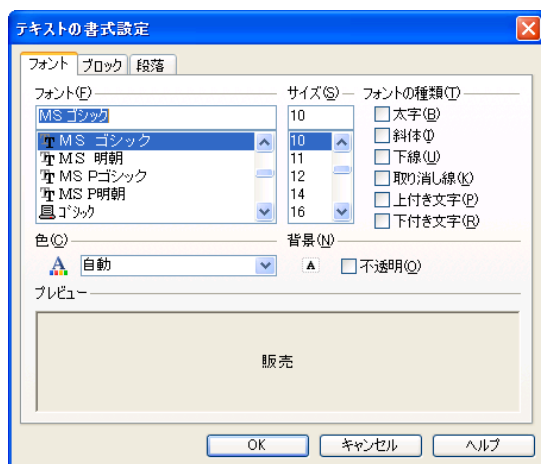 テキストの書式設定
フォント ブロック 段落
フォント(F) サイズ(S) フォントの種類(T)
MS ゴシック 10 太字(B)
MS ゴシック 10 斜体(I)
MS 明朝 11 下線(U)
MS Pゴシック 12 取り消し線(K)
MS P明朝 14 上付き文字(P)
ゴシック 16 下付き文字(R)
色(C) 背景(N)
A 自動 A 不透明(O)
プレビュー
販売
OK キャンセル ヘルプ